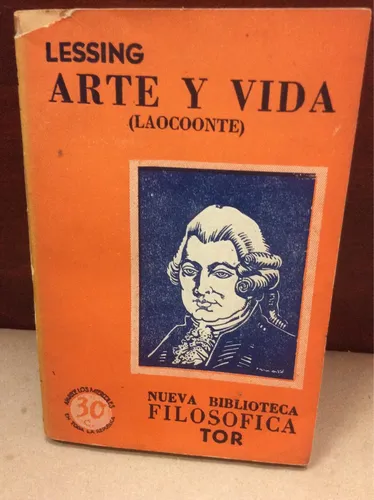 LESSING
ARTE Y VIDA
(LAOCOONTE)
NUEVA BIBLIOTECA
FILOSOFICA
TOR
30